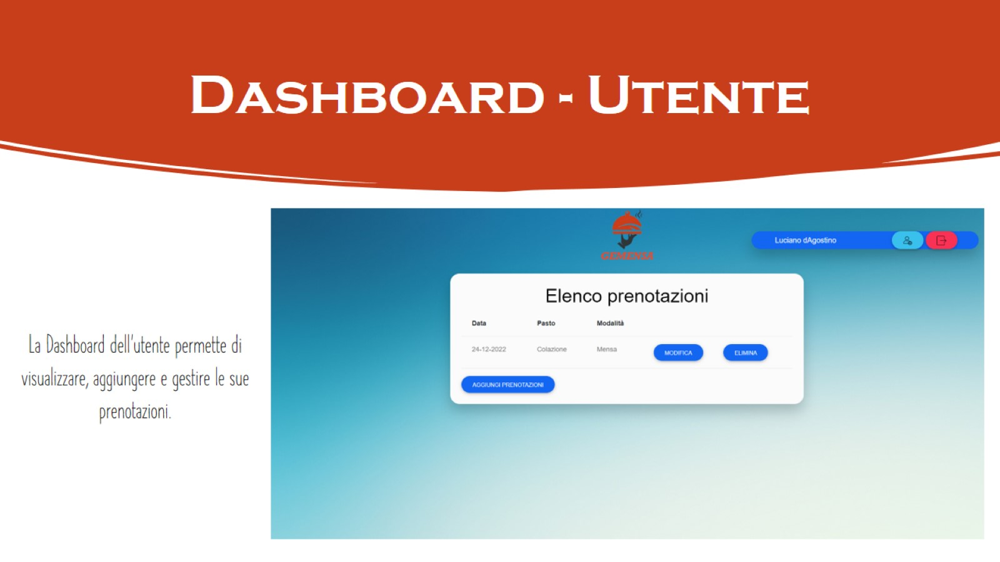 Dashboard - Utente
La Dashboard dell'utente permette di
visualizzare, aggiungere e gestire le sue
prenotazioni.
GEMENSA
Luciano dAgostino
Elenco prenotazioni
Data Pasto Modalità
24-12-2022 Colazione Mensa MODIFICA ELIMINA
AGGIUNGI PRENOTAZIONI